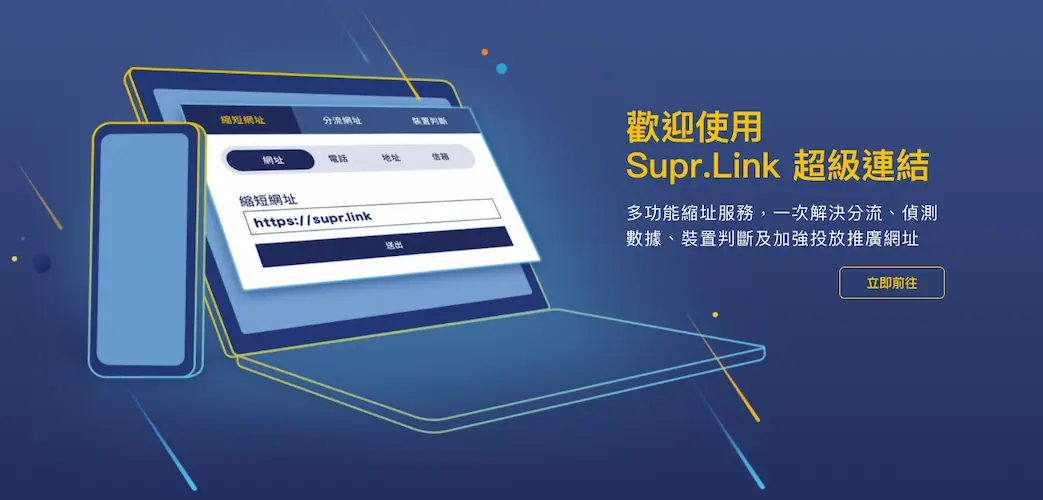 縮短網址
分流網址
裝置判斷
網址
電話
地址
信箱
縮短網址
https://supr.link
送出
歡迎使用
Supr.Link 超級連結
多功能縮址服務，一次解決分流、偵測
數據、裝置判斷及加強投放推廣網址
立即前往